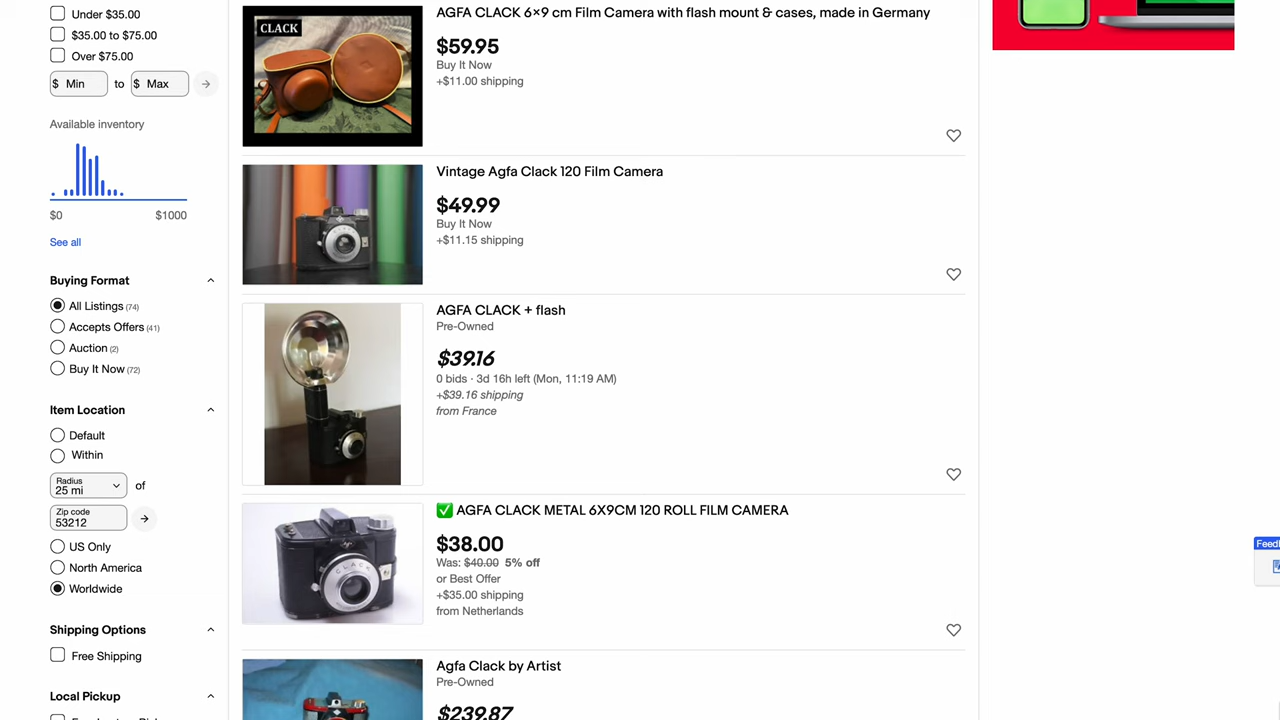 Under $35.00
$35.00 to $75.00
Over $75.00
$ Min to $ Max
Available inventory
$0 $1000
See all
Buying Format
All Listings (74)
Accepts Offers (41)
Auction (2)
Buy It Now (72)
Item Location
Default
Within
Radius
25 mi of
Zip code
53212
US Only
North America
Worldwide
Shipping Options
Free Shipping
Local Pickup
CLACK
AGFA CLACK 6×9 cm Film Camera with flash mount & cases, made in Germany
$59.95
Buy It Now
+$11.00 shipping
Vintage Agfa Clack 120 Film Camera
$49.99
Buy It Now
+$11.15 shipping
AGFA CLACK + flash
Pre-Owned
$39.16
0 bids · 3d 16h left (Mon, 11:19 AM)
+$39.16 shipping
from France
✅ AGFA CLACK METAL 6X9CM 120 ROLL FILM CAMERA
$38.00
Was: $40.00 5% off
or Best Offer
+$35.00 shipping
from Netherlands
CLACK
Agfa Clack by Artist
Pre-Owned
$239.87